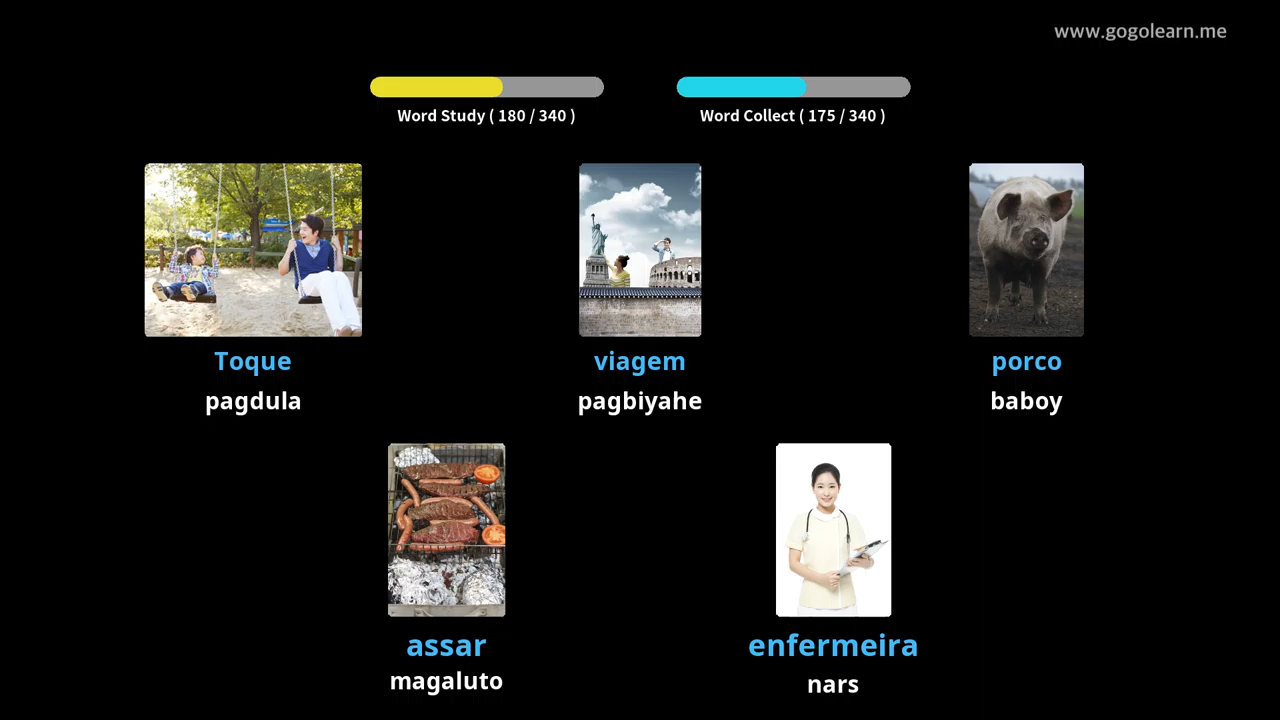 www.gogolearn.me
Word Study ( 180 / 340 )
Word Collect ( 175 / 340 )
Toque
pagdula
viagem
pagbiyahe
porco
baboy
assar
magaluto
enfermeira
nars